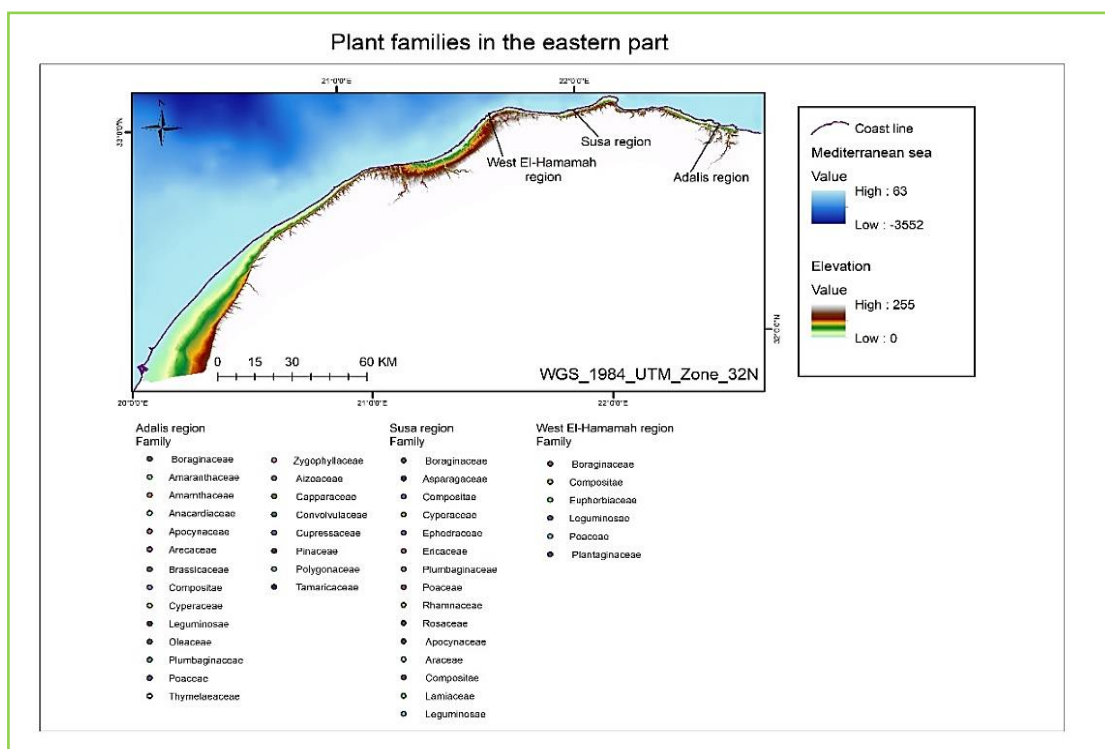 Plant families in the eastern part
21°0'0"E
22°0'0"E
33°0'0"N
N
Susa region
West El-Hamamah
region
Adalis region
0 15 30 60 KM
WGS_1984_UTM_Zone_32N
32°0'0"N
20°0'0"E
21°0'0"E
22°0'0"E
Coast line
Mediterranean sea
Value
High : 63
Low : -3552
Elevation
Value
High : 255
Low : 0
Adalis region
Family
Boraginaceae
Amaranthaceae
Amarnthaceae
Anacardiaceae
Apocynaceae
Arecaceae
Brassicaceae
Compositae
Cyperaceae
Leguminosae
Oleaceae
Plumbaginaceae
Poaceae
Thymelaeaceae
Zygophyllaceae
Aizoaceae
Capparaceae
Convolvulaceae
Cupressaceae
Pinaceae
Polygonaceae
Tamaricaceae
Susa region
Family
Boraginaceae
Asparagaceae
Compositae
Cyperaceae
Ephedraceae
Ericaceae
Plumbaginaceae
Poaceae
Rhamnaceae
Rosaceae
Apocynaceae
Araceae
Compositae
Lamiaceae
Leguminosae
West El-Hamamah region
Family
Boraginaceae
Compositae
Euphorbiaceae
Leguminosae
Poaceae
Plantaginaceae